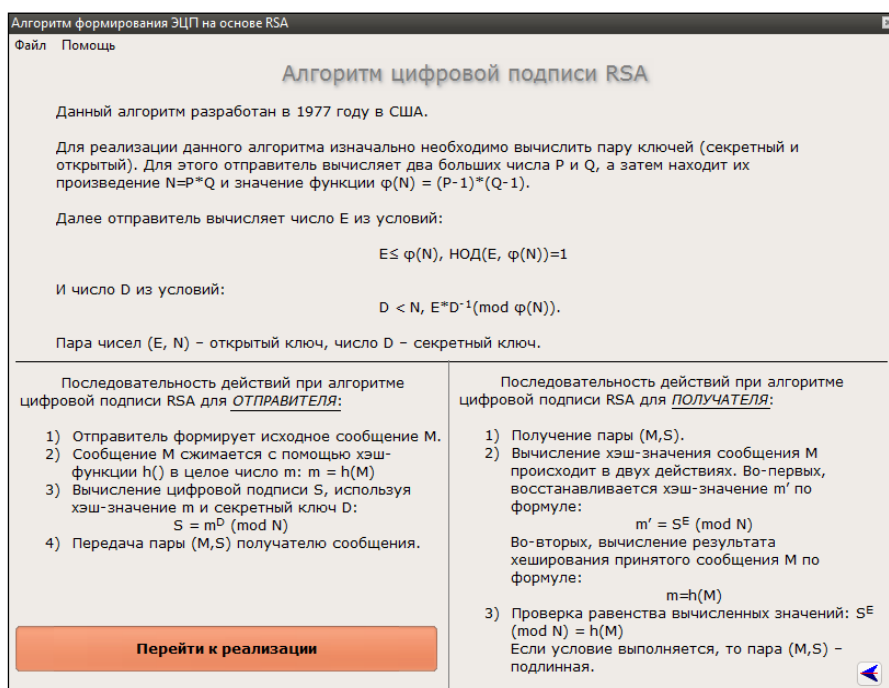 Алгоритм формирования ЭЦП на основе RSA
Файл Помощь
Алгоритм цифровой подписи RSA
Данный алгоритм разработан в 1977 году в США.
Для реализации данного алгоритма изначально необходимо вычислить пару ключей (секретный и
открытый). Для этого отправитель вычисляет два больших числа P и Q, а затем находит их
произведение N=P*Q и значение функции φ(N) = (P-1)*(Q-1).
Далее отправитель вычисляет число E из условий:
E≤ φ(N), НОД(E, φ(N))=1
И число D из условий:
D < N, E*D⁻¹(mod φ(N)).
Пара чисел (E, N) – открытый ключ, число D – секретный ключ.
Последовательность действий при алгоритме
цифровой подписи RSA для ОТПРАВИТЕЛЯ:
1) Отправитель формирует исходное сообщение М.
2) Сообщение М сжимается с помощью хэш-
функции h() в целое число m: m = h(M)
3) Вычисление цифровой подписи S, используя
хэш-значение m и секретный ключ D:
S = mᴰ (mod N)
4) Передача пары (M,S) получателю сообщения.
Перейти к реализации
Последовательность действий при алгоритме
цифровой подписи RSA для ПОЛУЧАТЕЛЯ:
1) Получение пары (M,S).
2) Вычисление хэш-значения сообщения М
происходит в двух действиях. Во-первых,
восстанавливается хэш-значение m’ по
формуле:
m’ = Sᴱ (mod N)
Во-вторых, вычисление результата
хеширования принятого сообщения М по
формуле:
m=h(M)
3) Проверка равенства вычисленных значений: Sᴱ
(mod N) = h(M)
Если условие выполняется, то пара (M,S) –
подлинная.